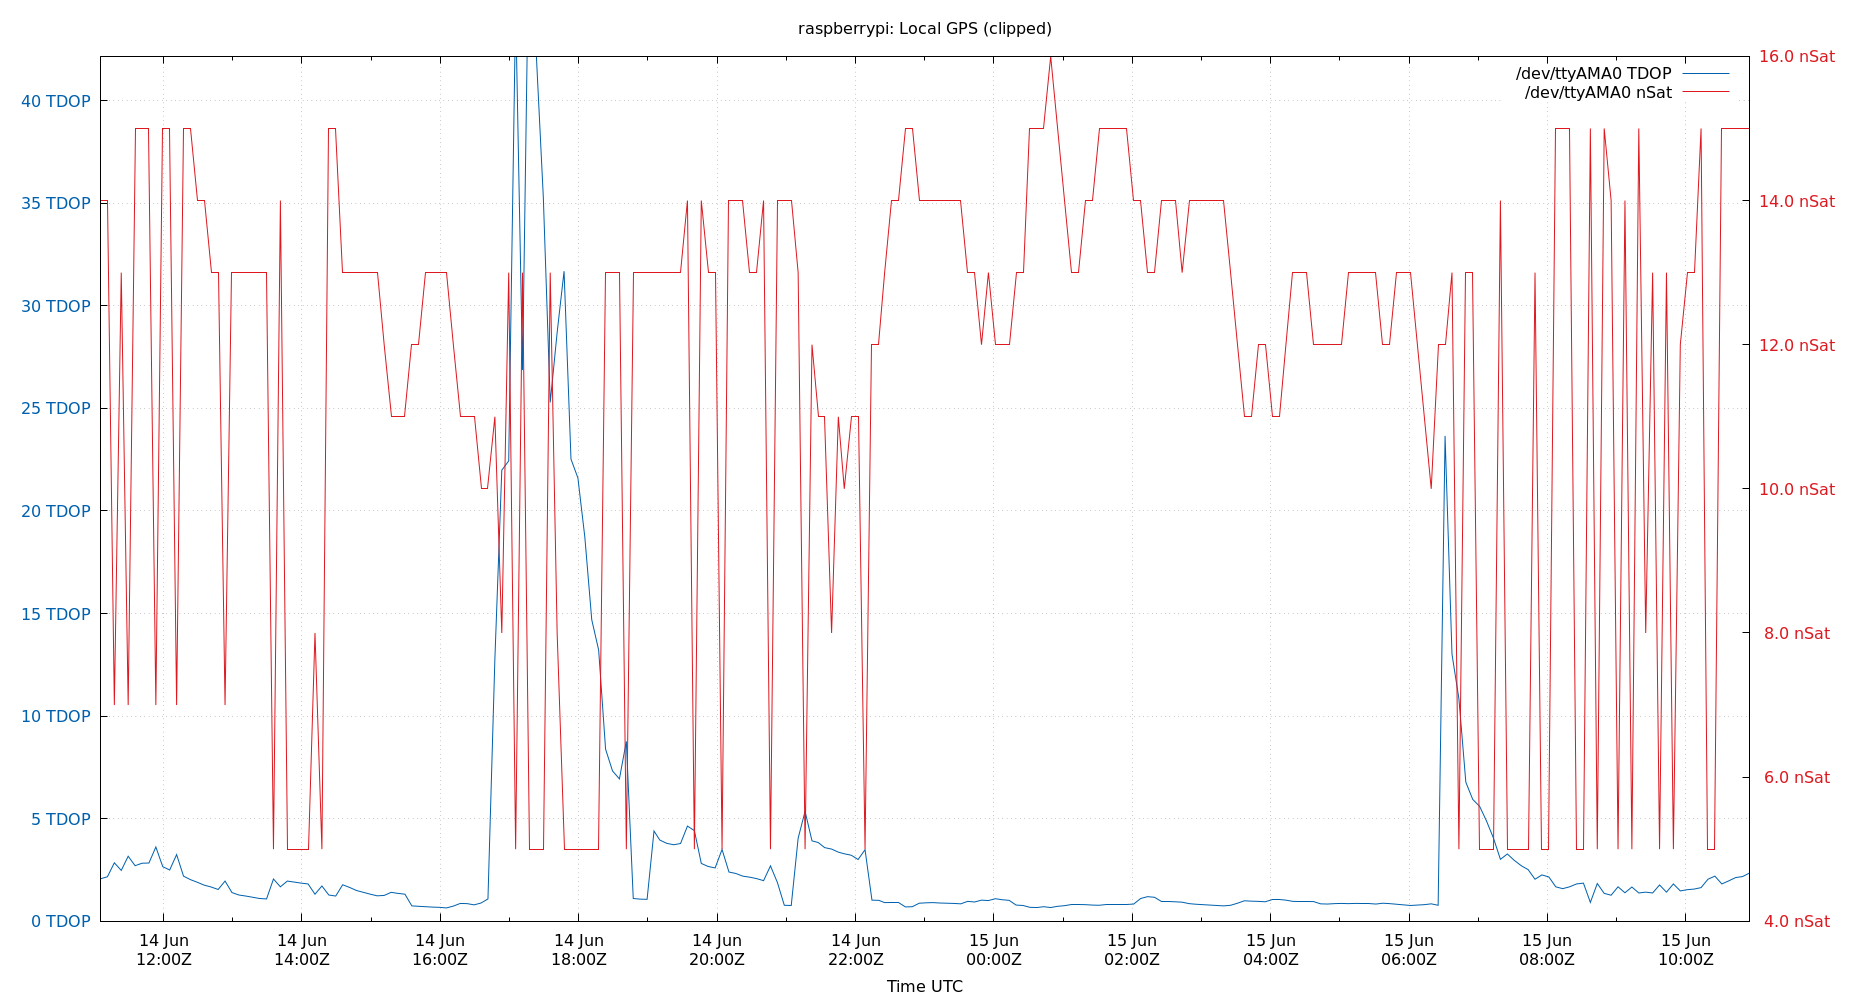 raspberrypi: Local GPS (clipped)
/dev/ttyAMA0 TDOP
/dev/ttyAMA0 nSat
40 TDOP
35 TDOP
30 TDOP
25 TDOP
20 TDOP
15 TDOP
10 TDOP
5 TDOP
0 TDOP
16.0 nSat
14.0 nSat
12.0 nSat
10.0 nSat
8.0 nSat
6.0 nSat
4.0 nSat
14 Jun
12:00Z
14 Jun
14:00Z
14 Jun
16:00Z
14 Jun
18:00Z
14 Jun
20:00Z
14 Jun
22:00Z
15 Jun
00:00Z
15 Jun
02:00Z
15 Jun
04:00Z
15 Jun
06:00Z
15 Jun
08:00Z
15 Jun
10:00Z
Time UTC